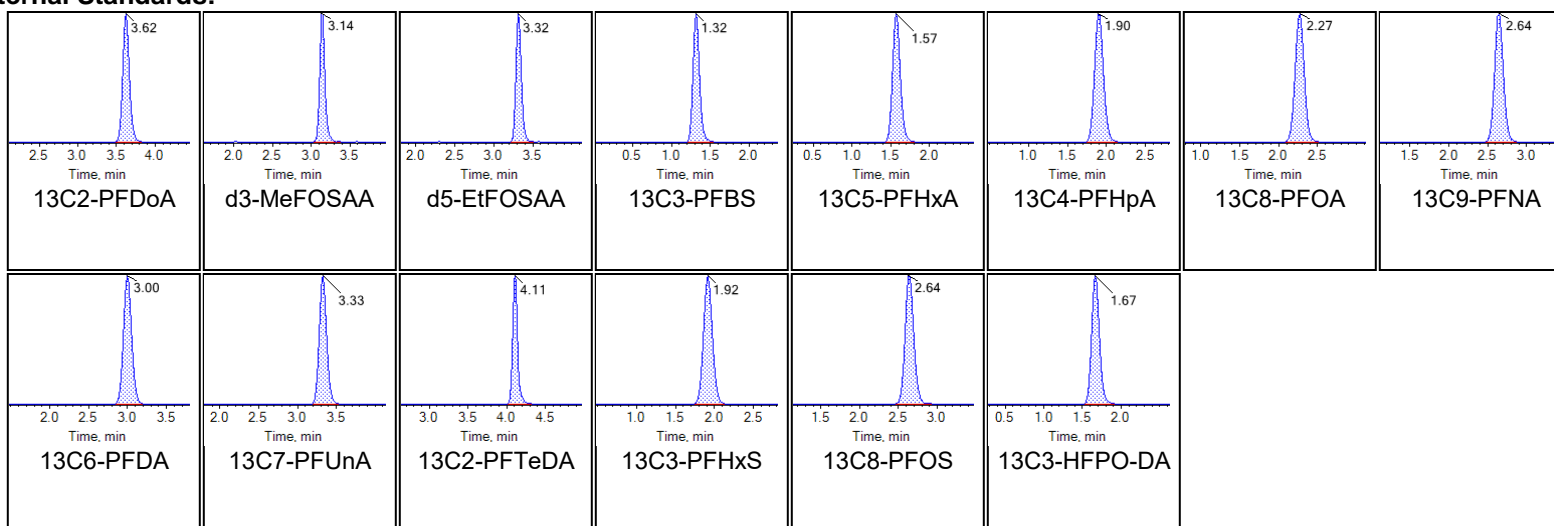 ternal Standards:
3.62
2.5 3.0 3.5 4.0
Time, min
13C2-PFDoA
3.14
2.0 2.5 3.0 3.5
Time, min
d3-MeFOSAA
3.32
2.0 2.5 3.0 3.5
Time, min
d5-EtFOSAA
1.32
0.5 1.0 1.5 2.0
Time, min
13C3-PFBS
1.57
0.5 1.0 1.5 2.0
Time, min
13C5-PFHxA
1.90
1.0 1.5 2.0 2.5
Time, min
13C4-PFHpA
2.27
1.0 1.5 2.0 2.5
Time, min
13C8-PFOA
2.64
1.5 2.0 2.5 3.0
Time, min
13C9-PFNA
3.00
2.0 2.5 3.0 3.5
Time, min
13C6-PFDA
3.33
2.0 2.5 3.0 3.5
Time, min
13C7-PFUnA
4.11
3.0 3.5 4.0 4.5
Time, min
13C2-PFTeDA
1.92
1.0 1.5 2.0 2.5
Time, min
13C3-PFHxS
2.64
1.5 2.0 2.5 3.0
Time, min
13C8-PFOS
1.67
0.5 1.0 1.5 2.0
Time, min
13C3-HFPO-DA